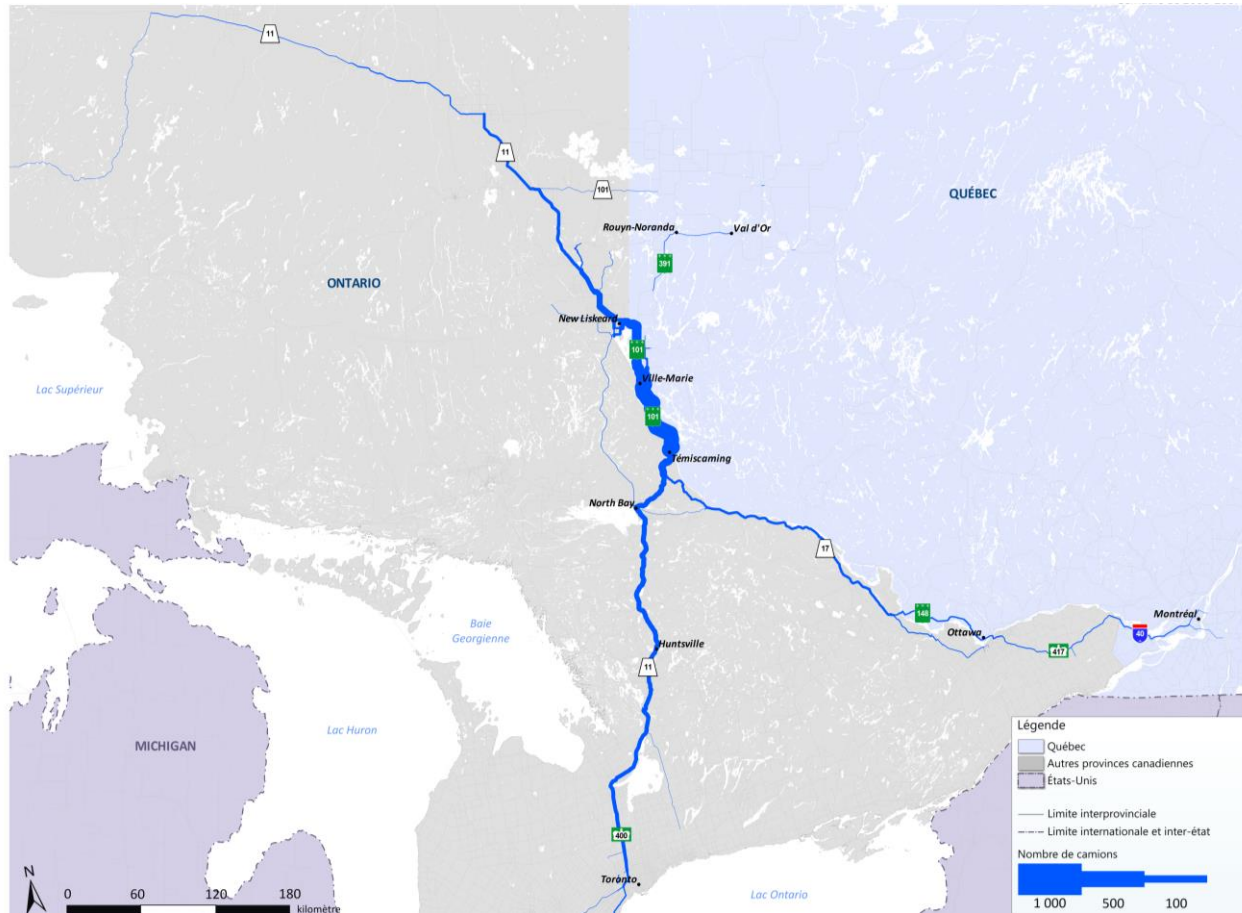 11
11
101
QUÉBEC
Rouyn-Noranda
Val d'Or
391
ONTARIO
New Liskeard
101
Ville-Marie
Lac Supérieur
101
Témiscaming
North Bay
17
148
Montréal
Baie
Georgienne
Ottawa
40
417
Huntsville
11
Lac Huron
MICHIGAN
Légende
Québec
Autres provinces canadiennes
États-Unis
Limite interprovinciale
Limite internationale et inter-état
Nombre de camions
1 000 500 100
400
N
Toronto
Lac Ontario
0 60 120 180
kilomètre